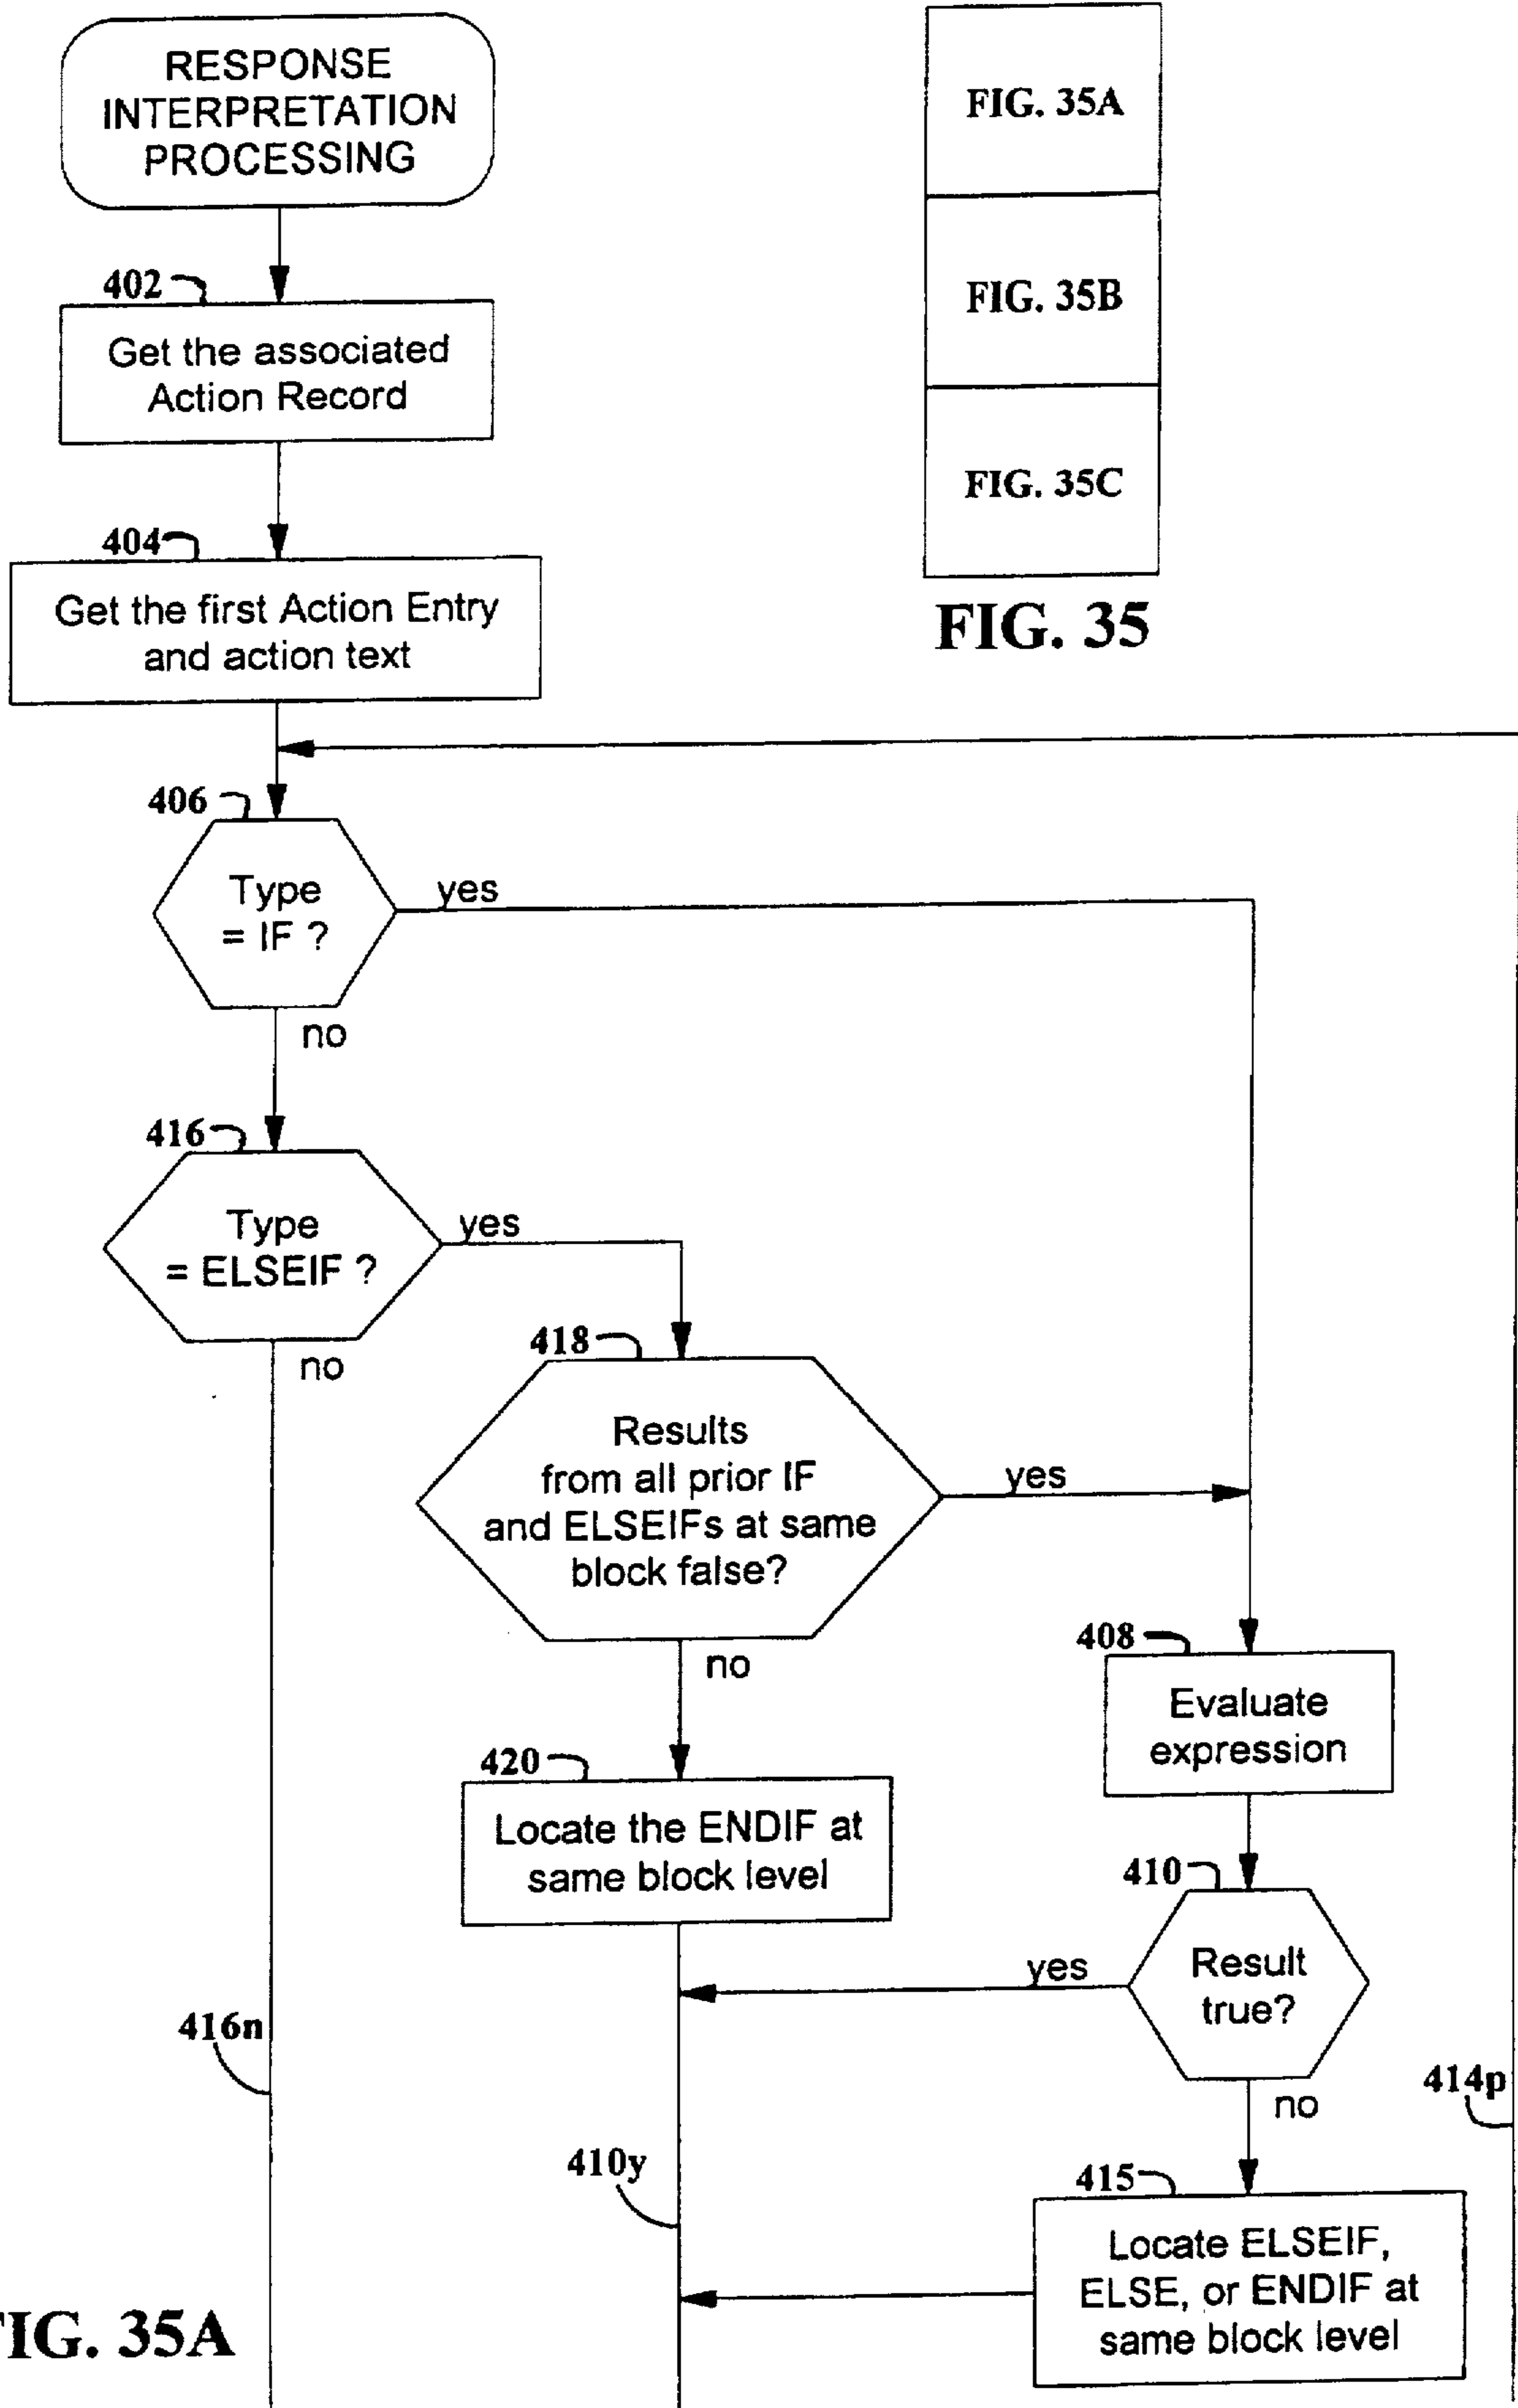 RESPONSE
INTERPRETATION
PROCESSING
FIG. 35A
FIG. 35B
FIG. 35C
FIG. 35
402
Get the associated
Action Record
404
Get the first Action Entry
and action text
406
Type
= IF ?
yes
no
416
Type
= ELSEIF ?
yes
no
418
Results
from all prior IF
and ELSEIFs at same
block false?
yes
no
408
Evaluate
expression
420
Locate the ENDIF at
same block level
410
Result
true?
yes
no
416n
410y
414p
415
Locate ELSEIF,
ELSE, or ENDIF at
same block level
IG. 35A